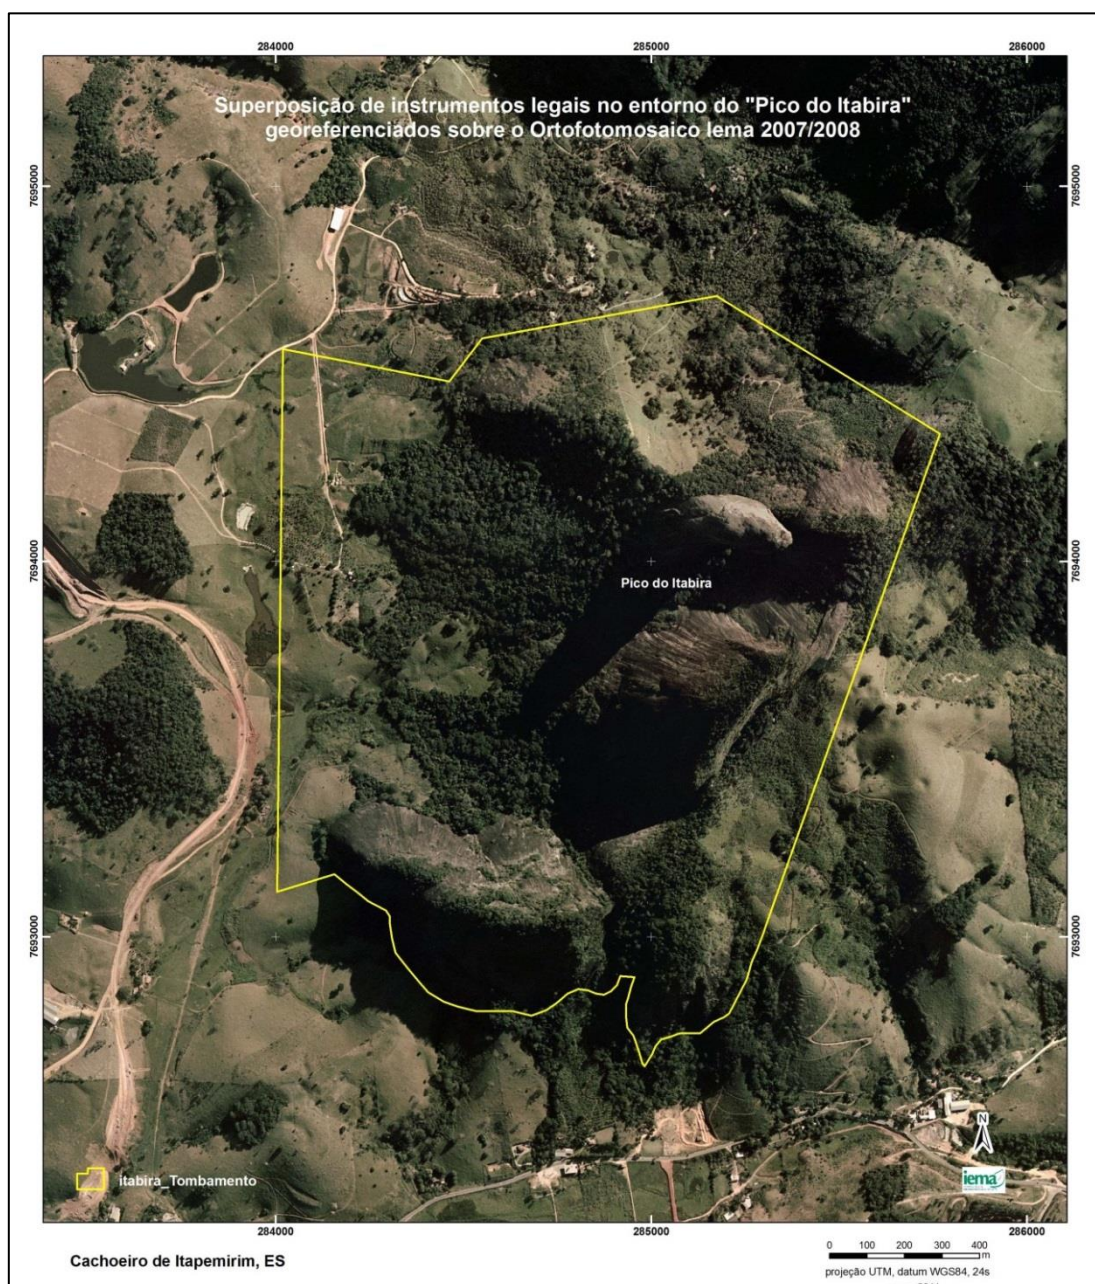 284000 285000 286000
Superposição de instrumentos legais no entorno do "Pico do Itabira"
georeferenciados sobre o Ortofotomosaico Iema 2007/2008
7695000 7695000
7694000 7694000
Pico do Itabira
7693000 7693000
N
itabira_Tombamento
iema
284000 285000 286000
Cachoeiro de Itapemirim, ES
0 100 200 300 400
m
projeção UTM, datum WGS84, 24s